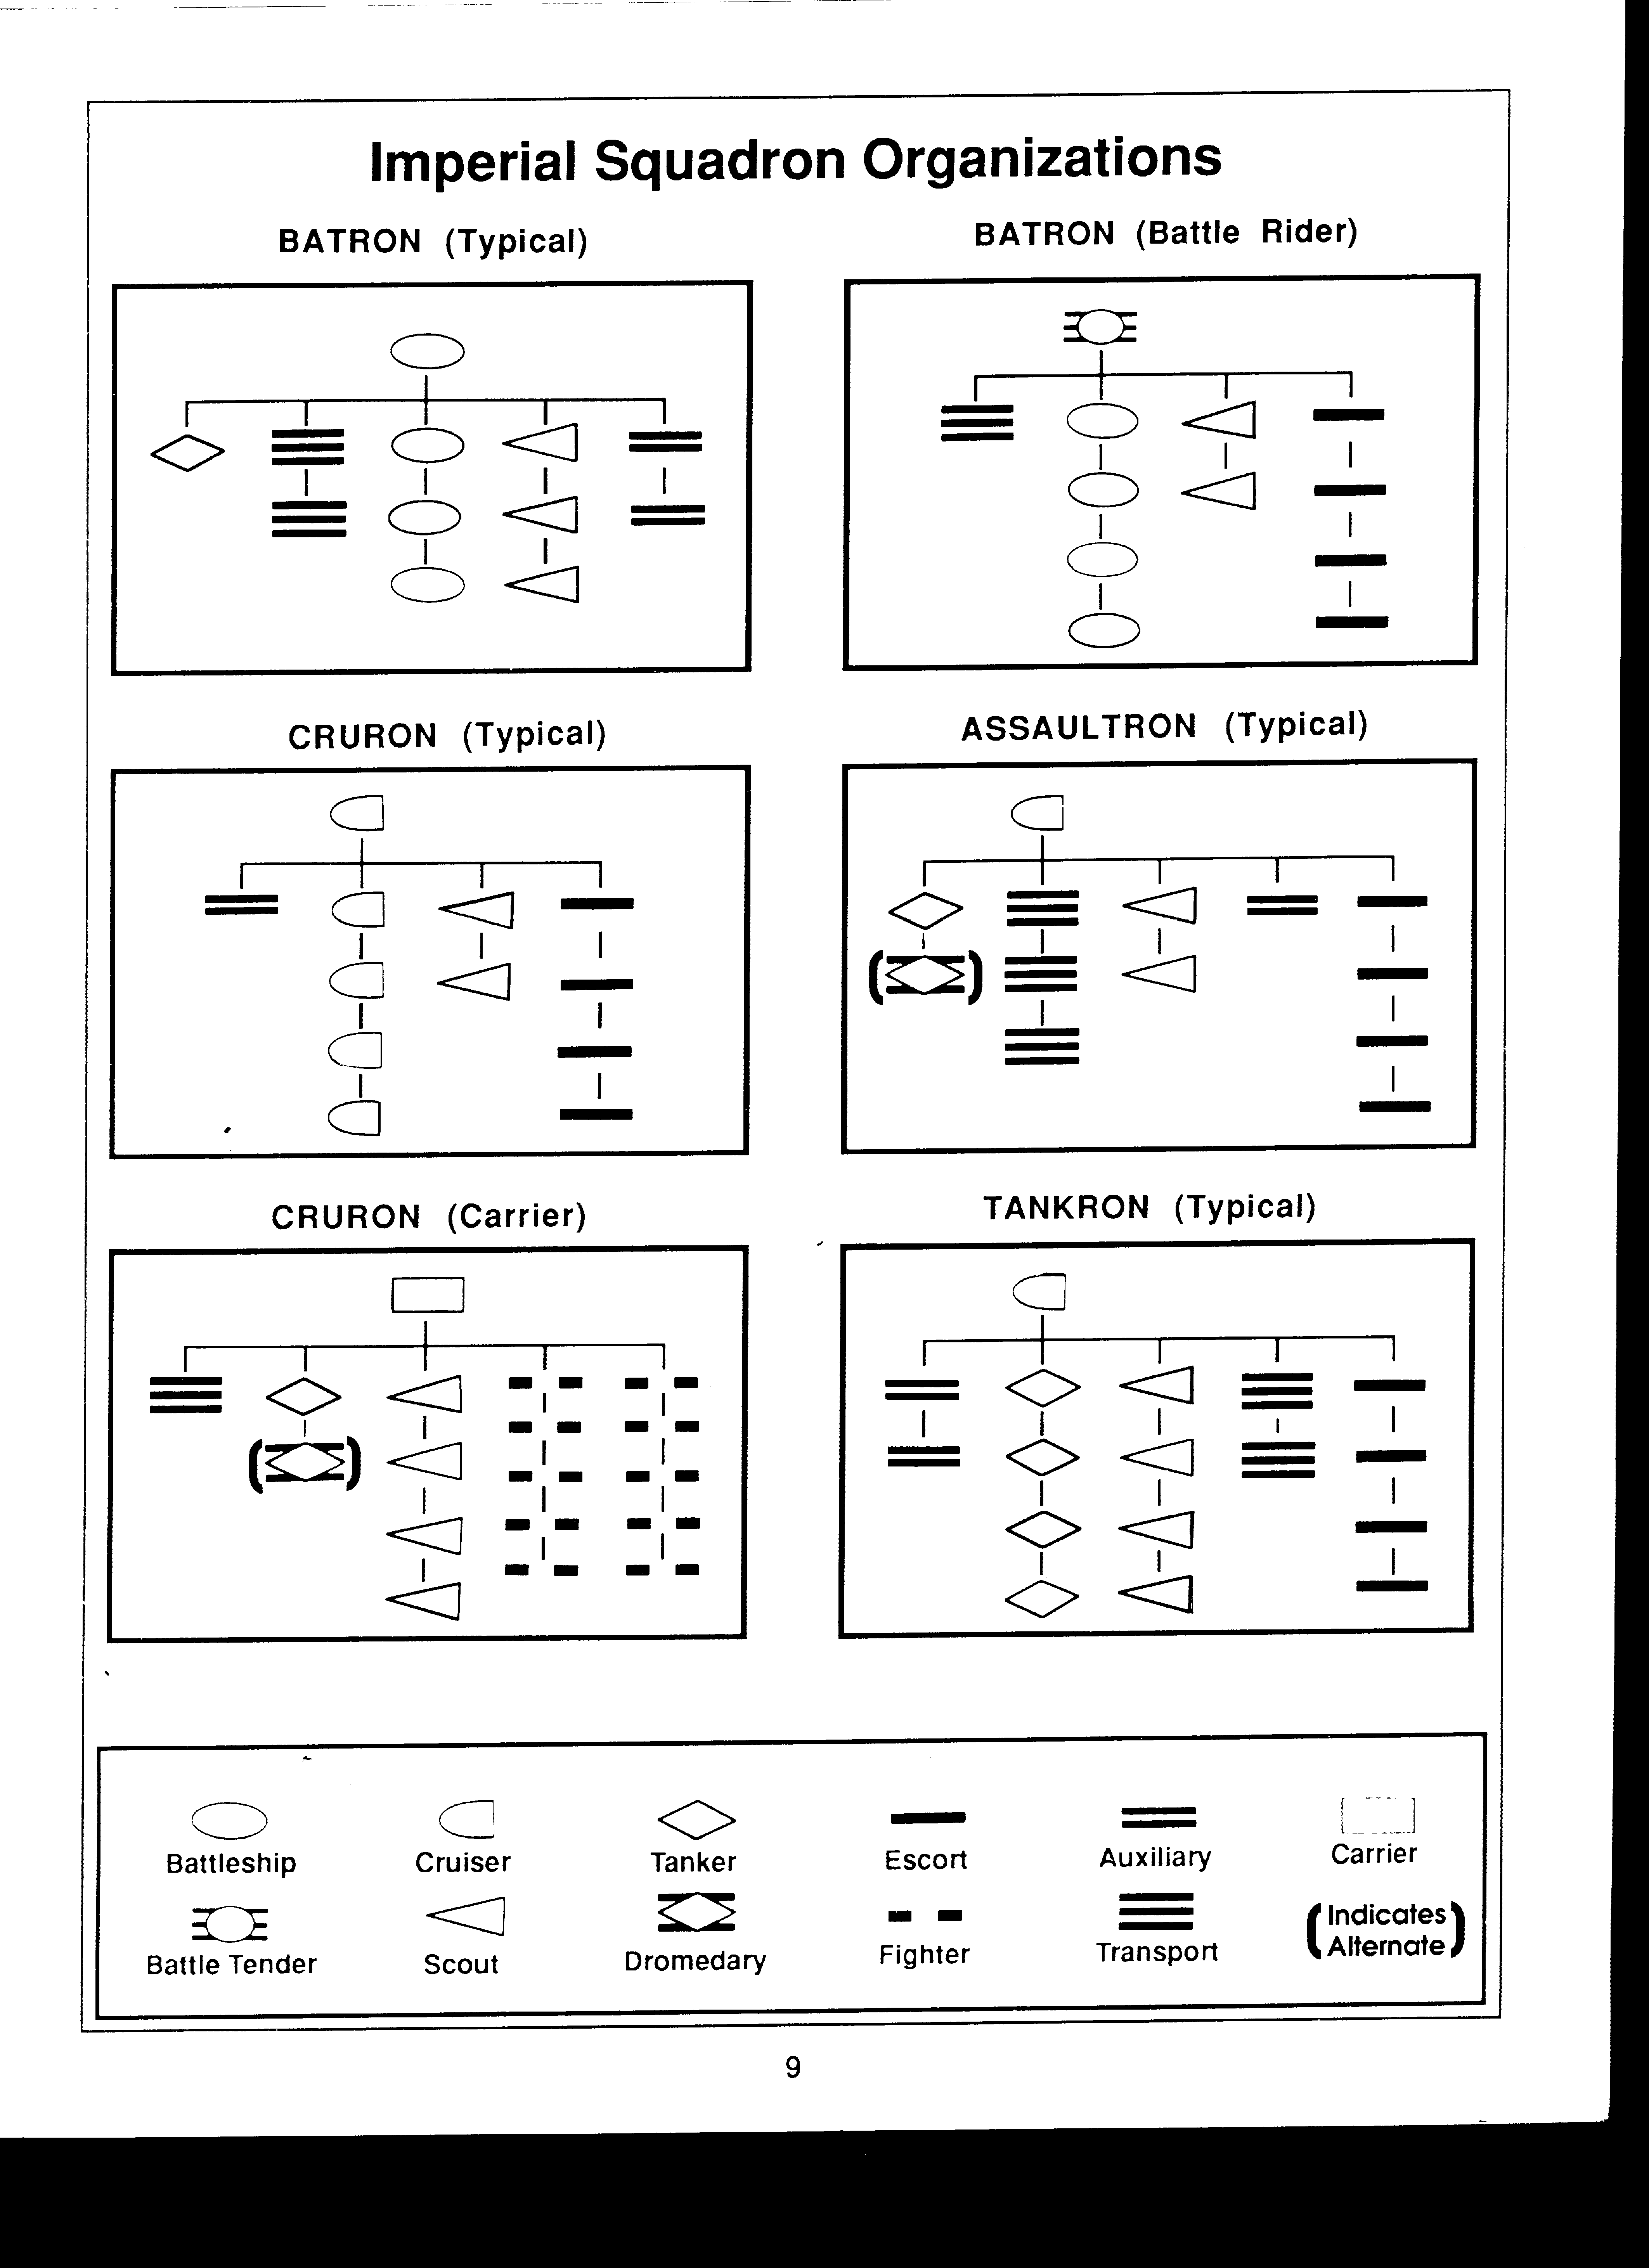 Imperial Squadron Organizations
BATRON (Typical)
BATRON (Battle Rider)
CRURON (Typical)
ASSAULTRON (Typical)
CRURON (Carrier)
TANKRON (Typical)
Battleship
Cruiser
Tanker
Escort
Auxiliary
Carrier
Battle Tender
Scout
Dromedary
Fighter
Transport
(Indicates
Alternate)
9